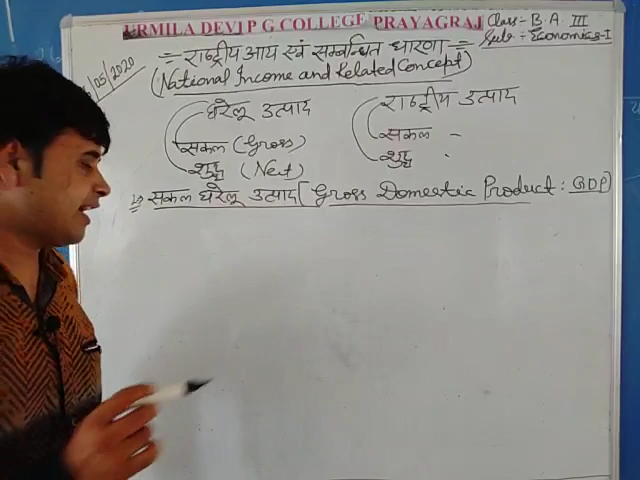 URMILA DEVI P G COLLEGE PRAYAGRAJ
Class - B.A. III
Sub - Economics-I
/05/2020
= राष्ट्रीय आय एवं सम्बन्धित धारणा =
(National Income and Related Concept)
घरेलू उत्पाद
राष्ट्रीय उत्पाद
सकल (Gross)
सकल -
शुद्ध (Net)
शुद्ध
सकल घरेलू उत्पाद (Gross Domestic Product : GDP)